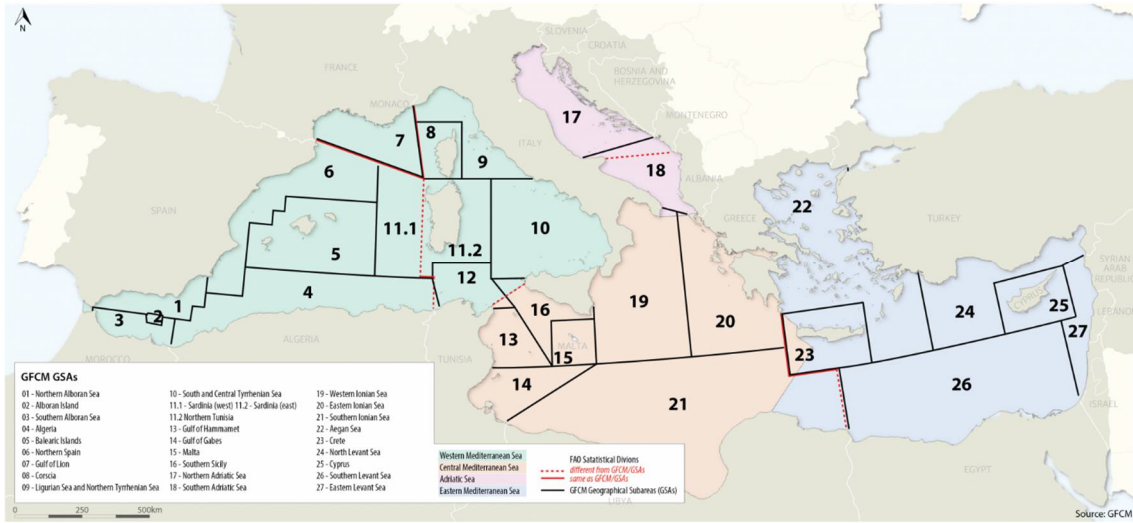 N
SLOVENIA
CROATIA
FRANCE
BOSNIA AND
HERZEGOVINA
MONACO
MONTENEGRO
ITALY
ALBANIA
SPAIN
GREECE
TURKEY
SYRIAN
ARAB
REPUBLIC
CYPRUS
LEBANON
ALGERIA
MOROCCO
TUNISIA
MALTA
ISRAEL
EGYPT
LIBYA
17
7
8
9
18
6
22
11.1
11.2
10
5
12
4
1
3
2
16
19
20
24
25
27
13
15
23
14
21
26
GFCM GSAs
01 - Northern Alboran Sea
02 - Alboran Island
03 - Southern Alboran Sea
04 - Algeria
05 - Balearic Islands
06 - Northern Spain
07 - Gulf of Lion
08 - Corscia
09 - Ligurian Sea and Northern Tyrrhenian Sea
10 - South and Central Tyrrhenian Sea
11.1 - Sardinia (west) 11.2 - Sardinia (east)
11.2 Northern Tunisia
13 - Gulf of Hammamet
14 - Gulf of Gabes
15 - Malta
16 - Southern Sicily
17 - Northern Adriatic Sea
18 - Southern Adriatic Sea
19 - Western Ionian Sea
20 - Eastern Ionian Sea
21 - Southern Ionian Sea
22 - Aegan Sea
23 - Crete
24 - North Levant Sea
25 - Cyprus
26 - Southern Levant Sea
27 - Eastern Levant Sea
Western Mediterranean Sea
Central Mediterranean Sea
Adriatic Sea
Eastern Mediterranean Sea
FAO Satatistical Divions
different from GFCM/GSAs
same as GFCM/GSAs
GFCM Geographical Subareas (GSAs)
0 250 500km
Source: GFCM